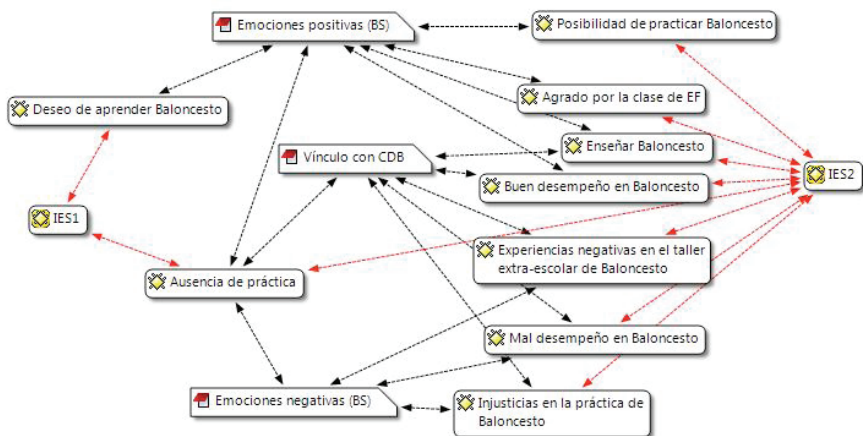 Emociones positivas (BS)
Posibilidad de practicar Baloncesto
Agrado por la clase de EF
Deseo de aprender Baloncesto
Enseñar Baloncesto
Vínculo con CDB
IES2
Buen desempeño en Baloncesto
IES1
Experiencias negativas en el taller
extra-escolar de Baloncesto
Ausencia de práctica
Mal desempeño en Baloncesto
Emociones negativas (BS)
Injusticias en la práctica de
Baloncesto